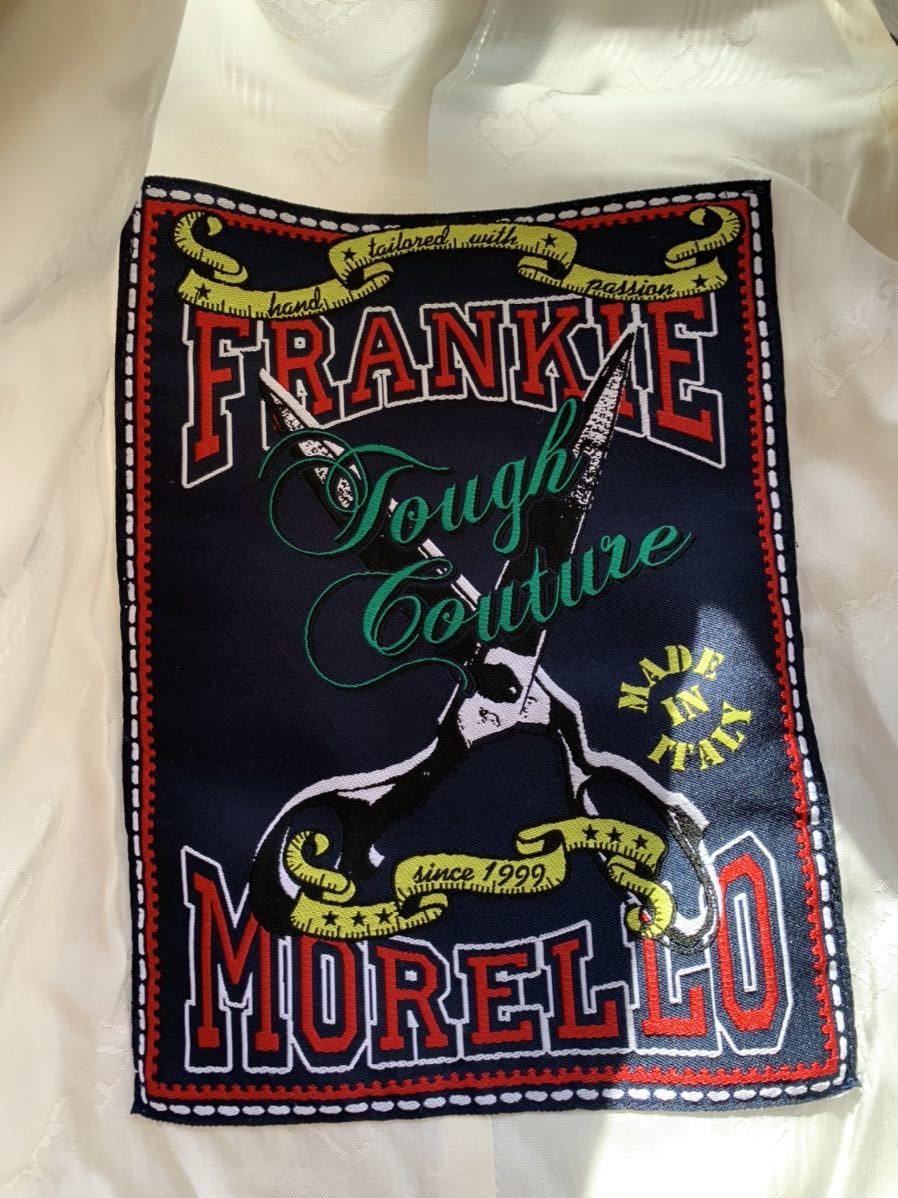 hand tailored with passion
FRANKIE
Tough
Couture
MADE
IN
ITALY
since 1999
MORELLO